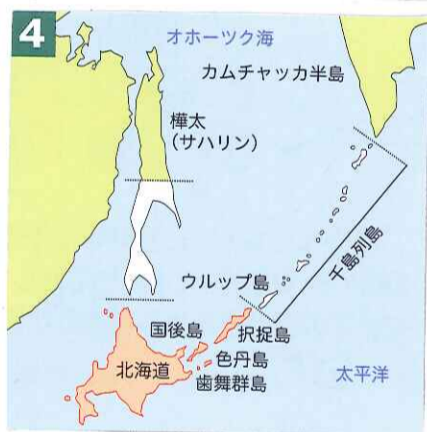 4
オホーツク海
カムチャッカ半島
樺太
(サハリン)
千島列島
ウルップ島
国後島
択捉島
北海道
色丹島
歯舞群島
太平洋